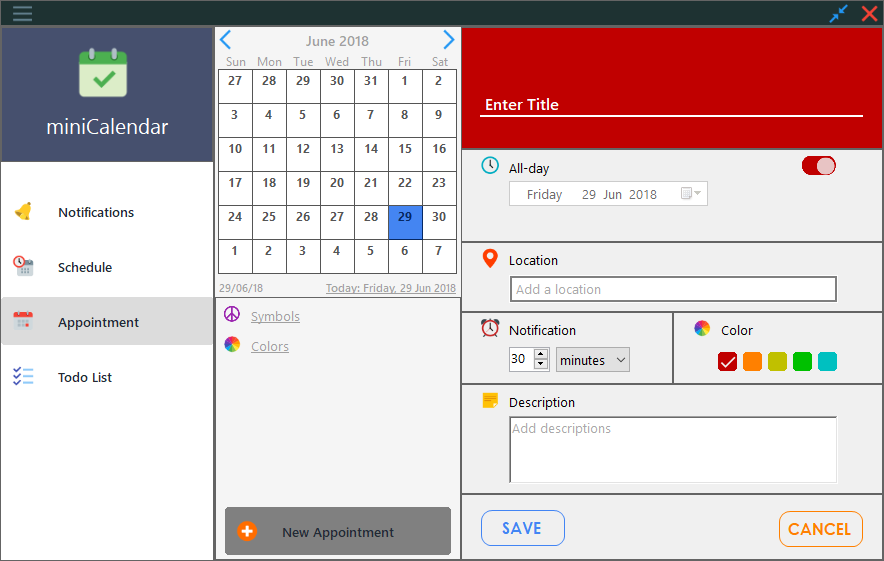 miniCalendar
Notifications
Schedule
Appointment
Todo List
June 2018
Sun Mon Tue Wed Thu Fri Sat
27 28 29 30 31 1 2
3 4 5 6 7 8 9
10 11 12 13 14 15 16
17 18 19 20 21 22 23
24 25 26 27 28 29 30
1 2 3 4 5 6 7
29/06/18 Today: Friday, 29 Jun 2018
Symbols
Colors
New Appointment
Enter Title
All-day
Friday 29 Jun 2018
Location
Add a location
Notification
30 minutes
Color
Description
Add descriptions
SAVE CANCEL